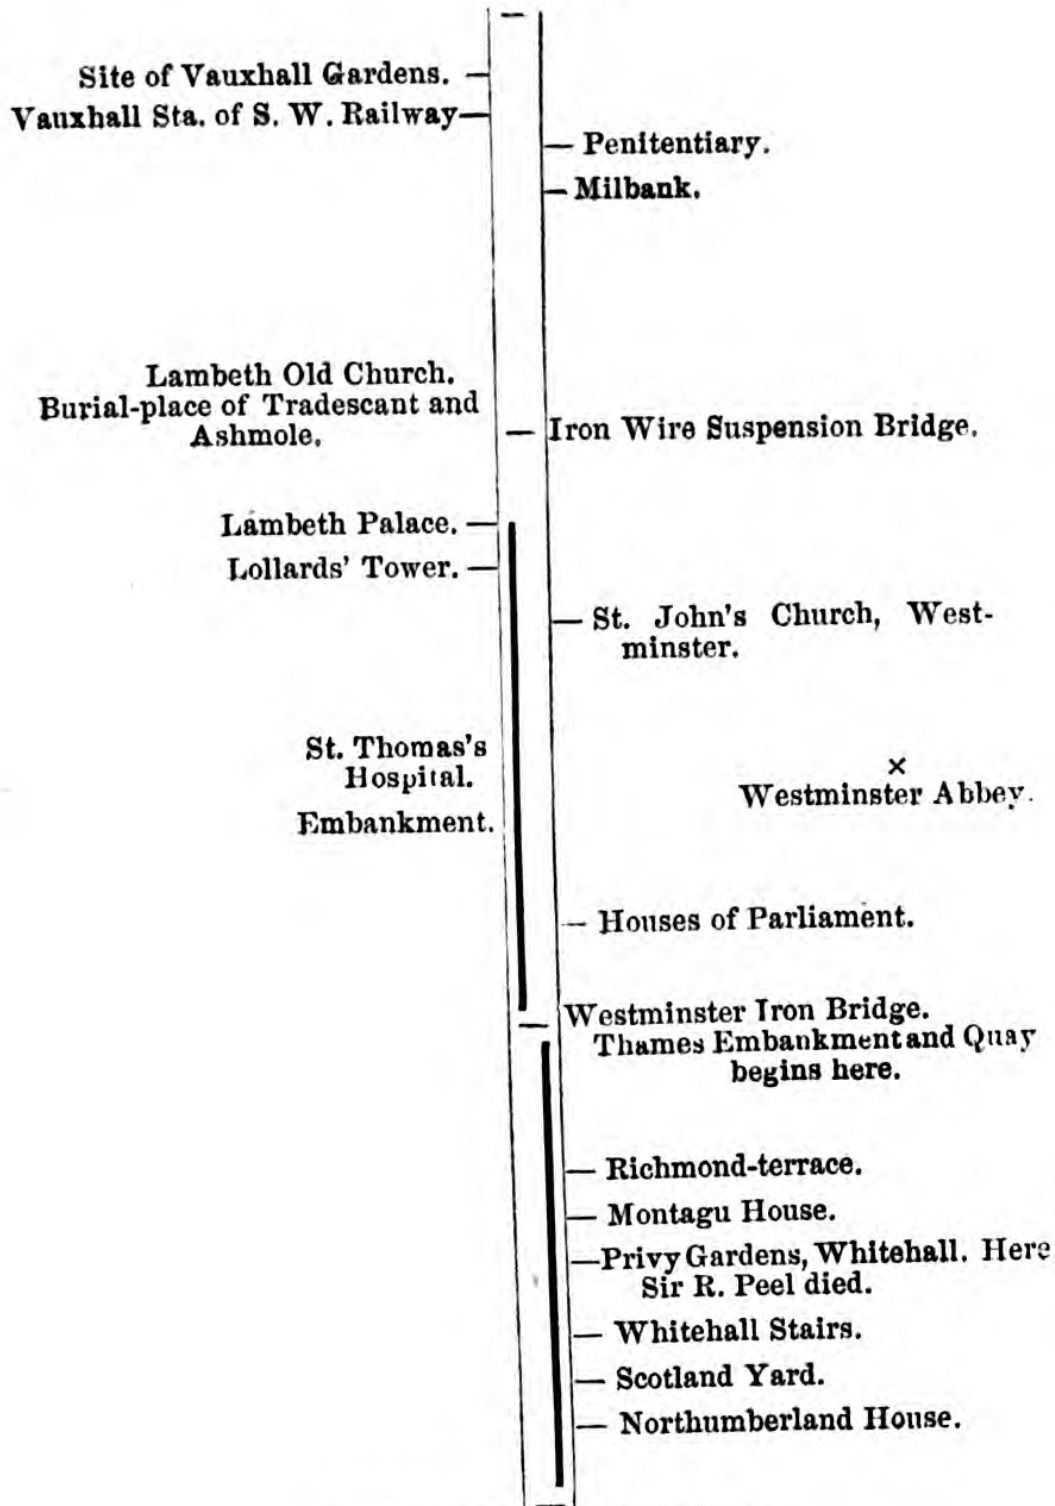 Site of Vauxhall Gardens.
Vauxhall Sta. of S. W. Railway
Penitentiary.
Milbank.
Lambeth Old Church.
Burial-place of Tradescant and
Ashmole.
Iron Wire Suspension Bridge.
Lambeth Palace.
Lollards' Tower.
St. John's Church, West-
minster.
St. Thomas's
Hospital.
Embankment.
×
Westminster Abbey.
Houses of Parliament.
Westminster Iron Bridge.
Thames Embankment and Quay
begins here.
Richmond-terrace.
Montagu House.
Privy Gardens, Whitehall. Here
Sir R. Peel died.
Whitehall Stairs.
Scotland Yard.
Northumberland House.